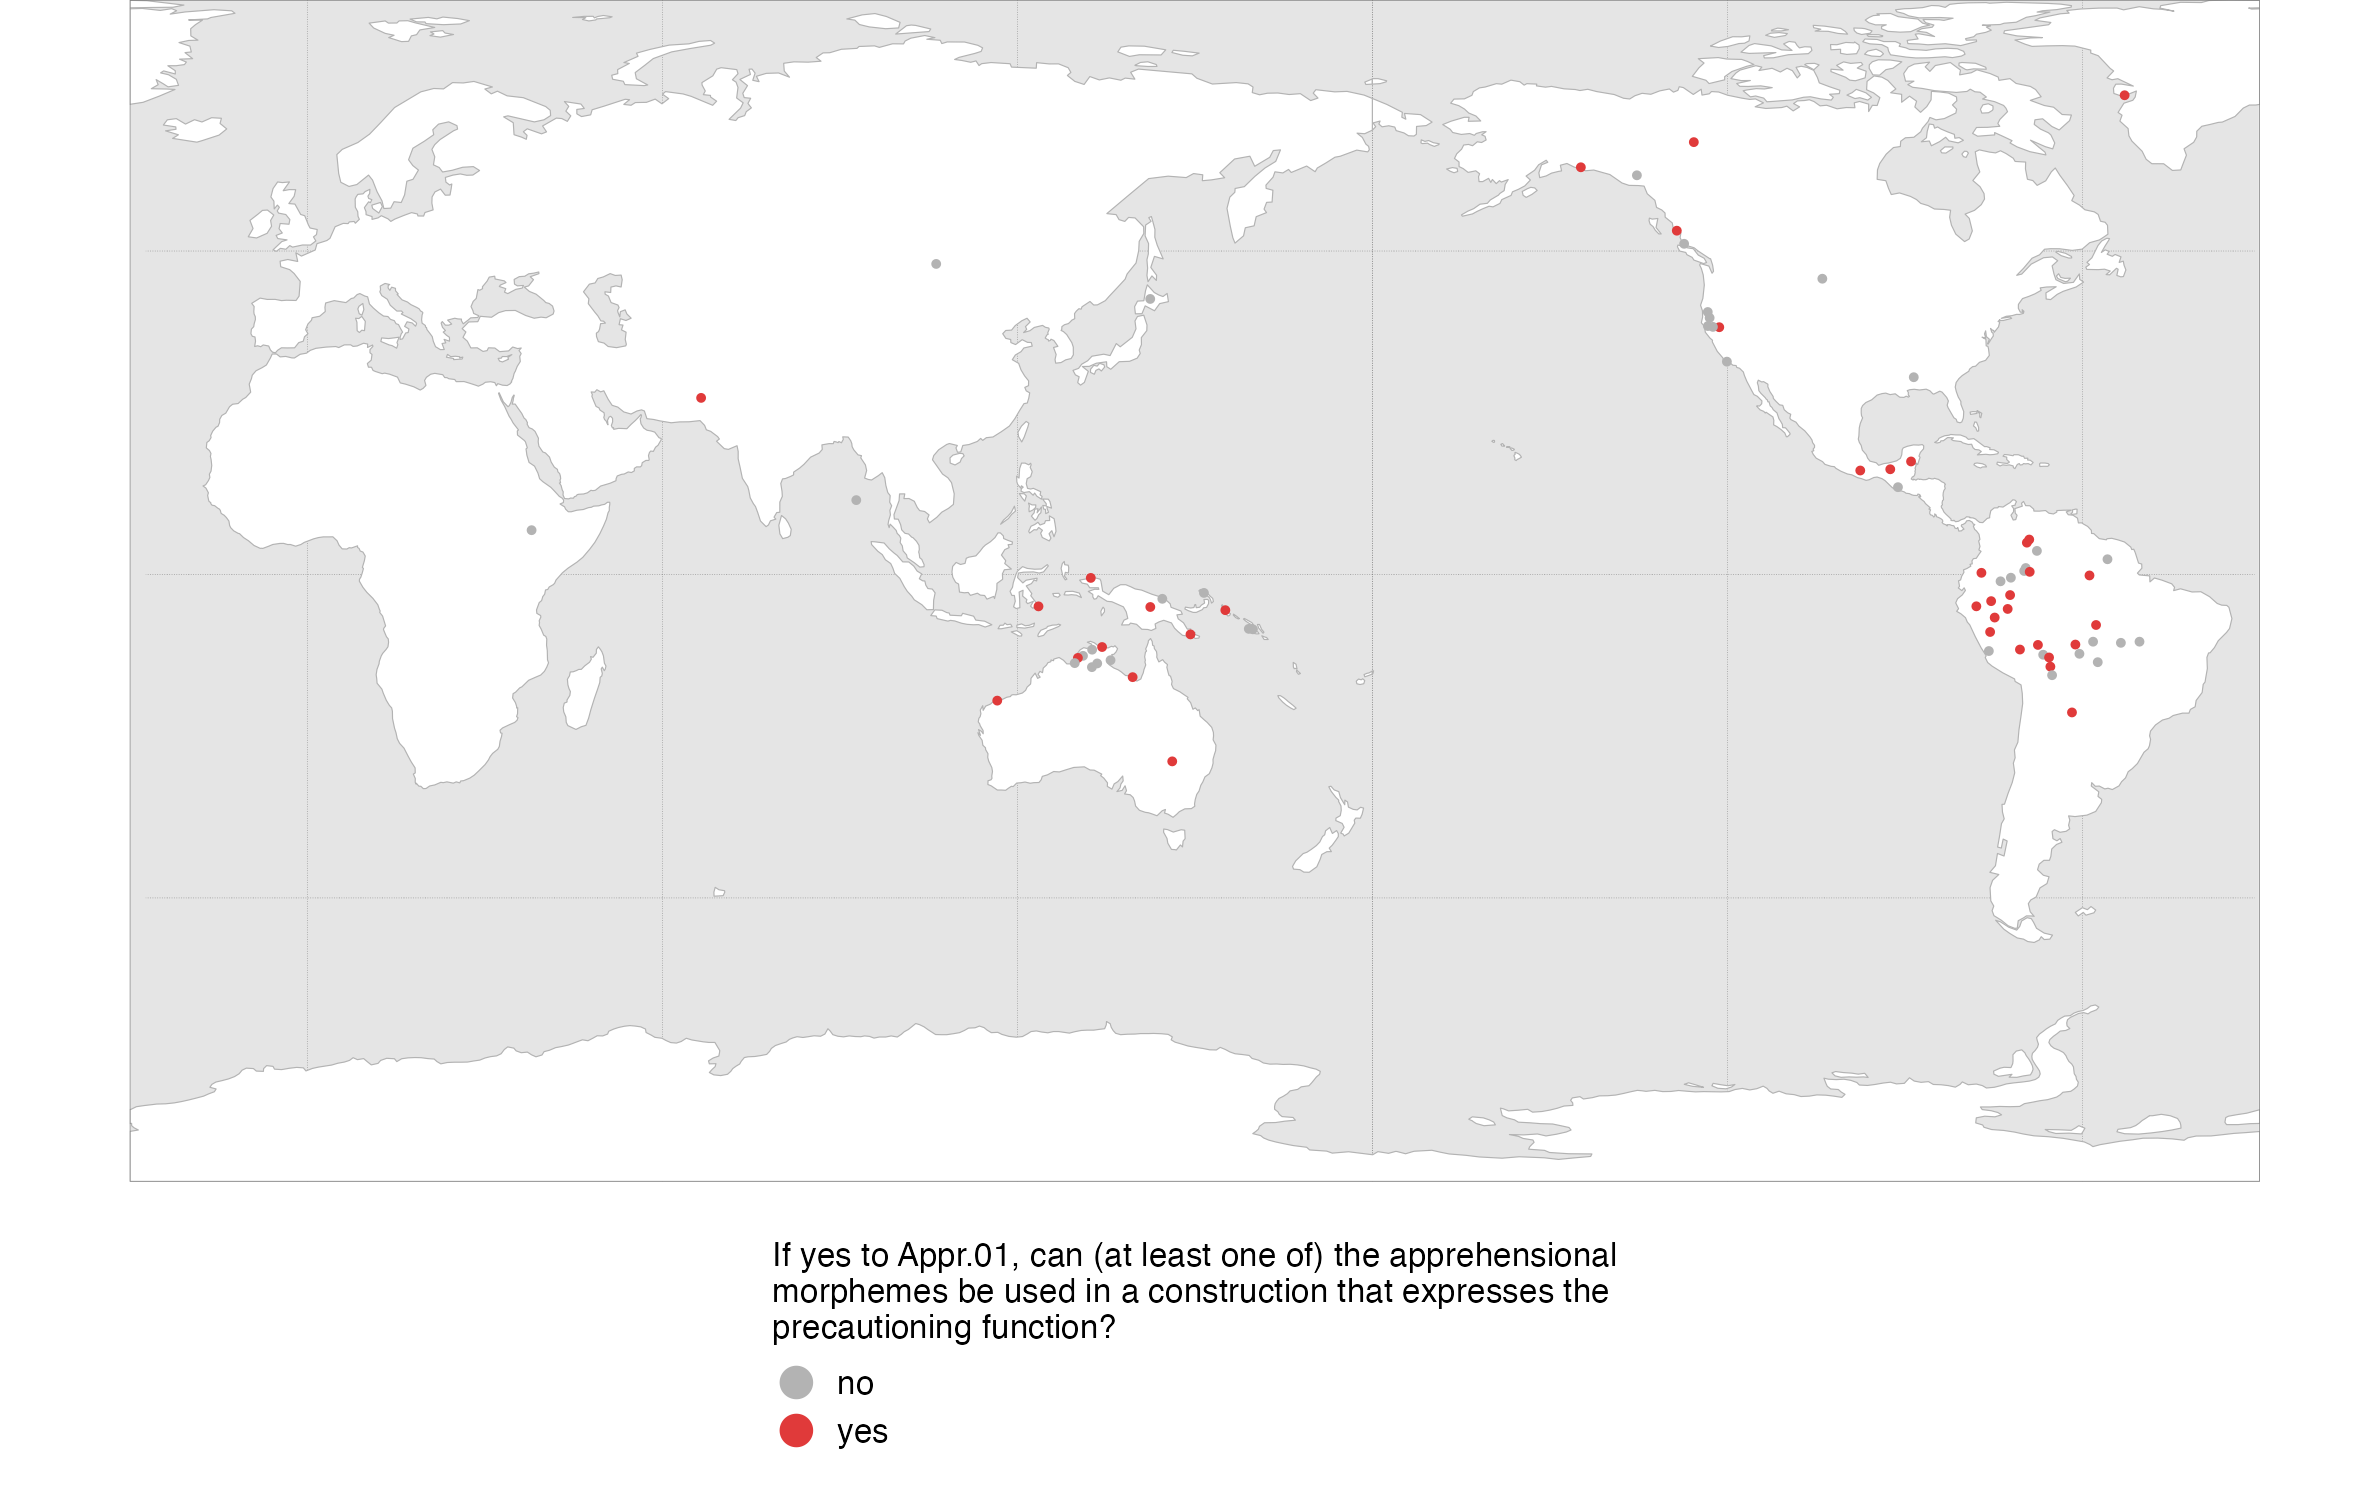 If yes to Appr.01, can (at least one of) the apprehensional
morphemes be used in a construction that expresses the
precautioning function?
no
yes